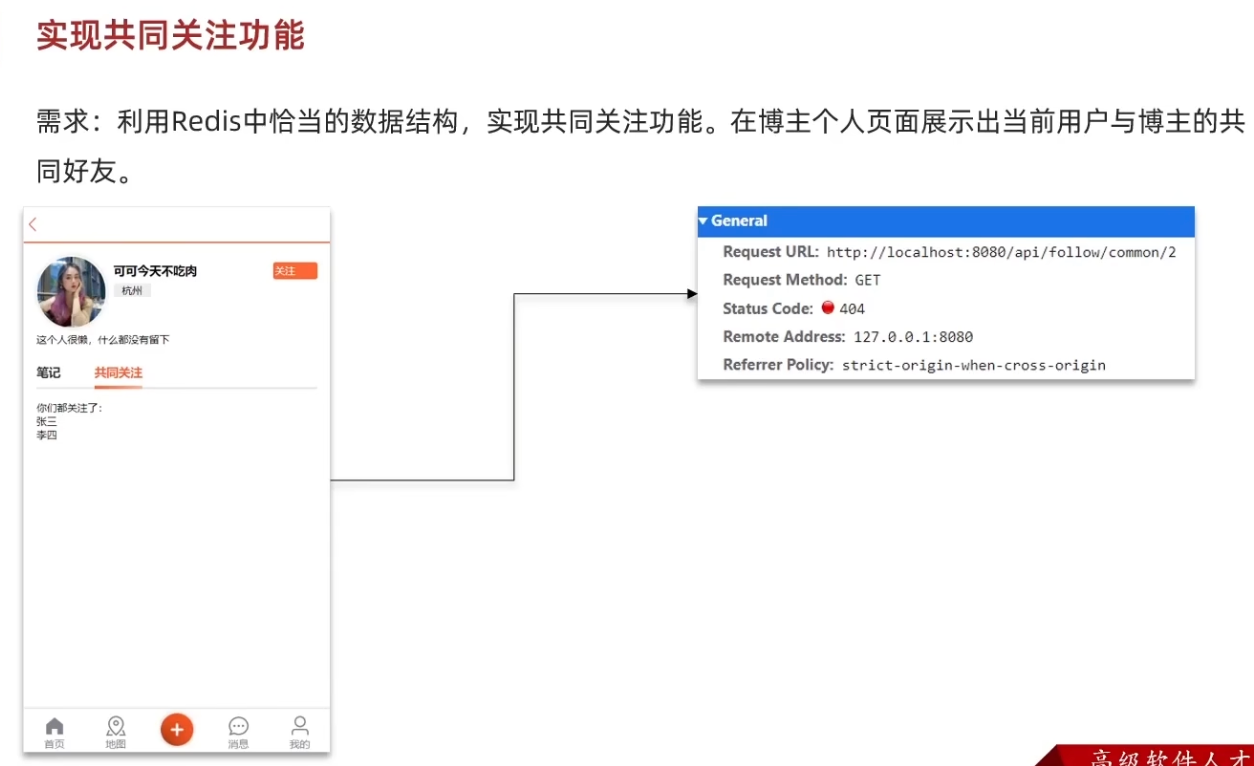 实现共同关注功能
需求：利用Redis中恰当的数据结构，实现共同关注功能。在博主个人页面展示出当前用户与博主的共
同好友。
可可今天不吃肉
关注
杭州
这个人很懒，什么都没有留下
笔记 共同关注
你们都关注了：
张三
李四
首页 地图 消息 我的
General
Request URL: http://localhost:8080/api/follow/common/2
Request Method: GET
Status Code: 404
Remote Address: 127.0.0.1:8080
Referrer Policy: strict-origin-when-cross-origin
高级软件人才